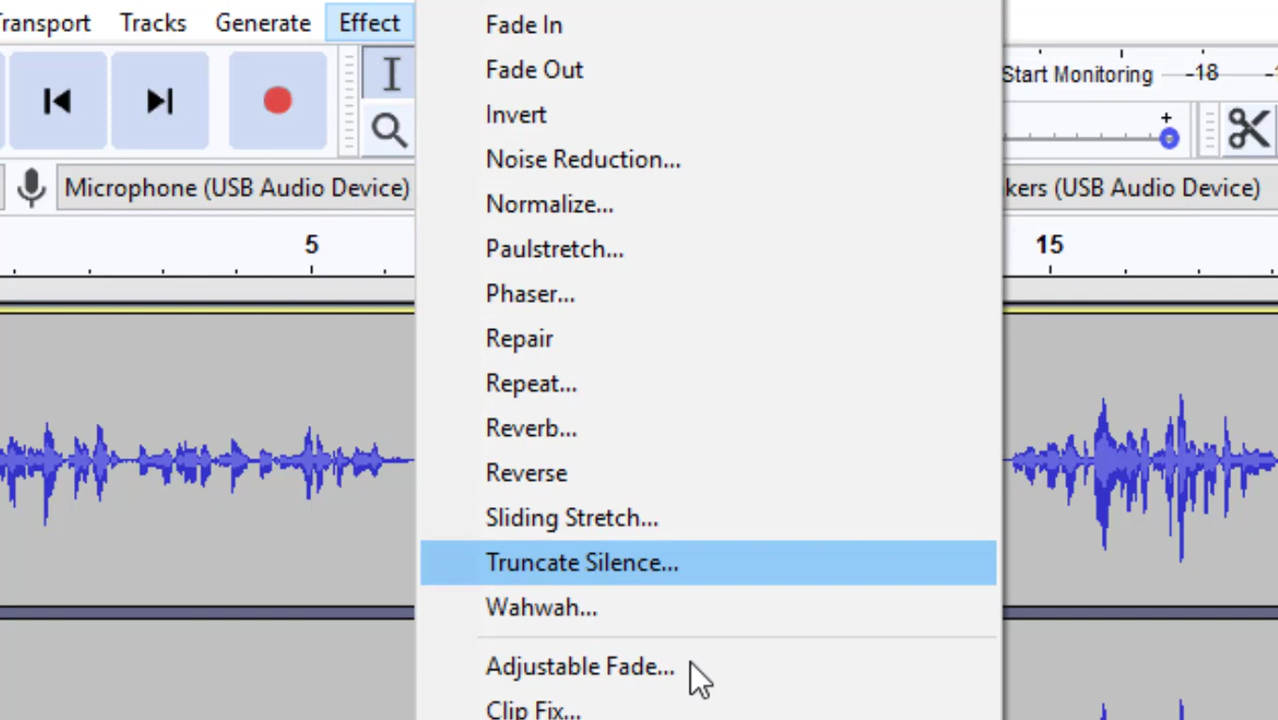 Transport Tracks Generate Effect
Fade In
Fade Out
Invert
Noise Reduction...
Normalize...
Paulstretch...
Phaser...
Repair
Repeat...
Reverb...
Reverse
Sliding Stretch...
Truncate Silence...
Wahwah...
Adjustable Fade...
Clip Fix...
Start Monitoring -18 -1
+
Microphone (USB Audio Device)
kers (USB Audio Device)
5
15